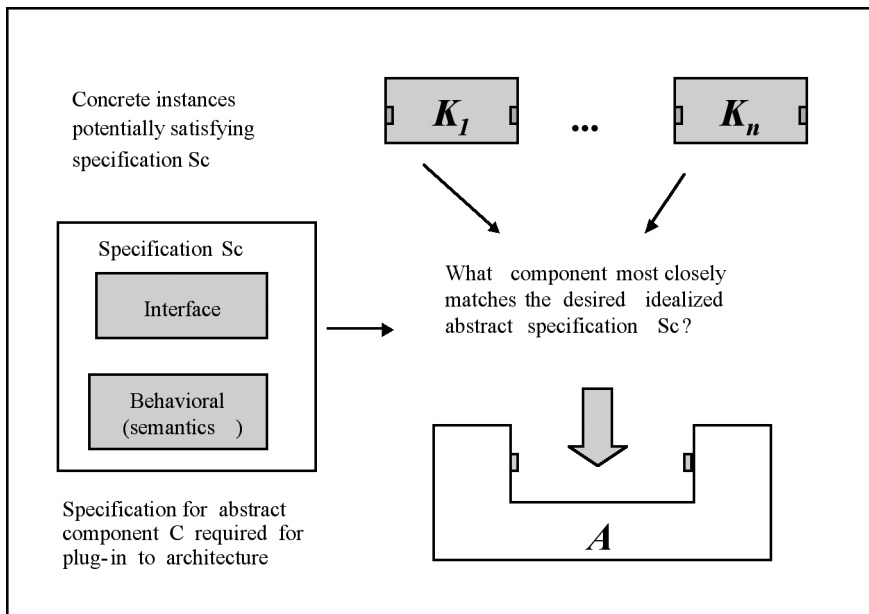 Concrete instances
potentially satisfying
specification Sc
K1
...
Kn
Specification Sc
Interface
Behavioral
(semantics )
What component most closely
matches the desired idealized
abstract specification Sc?
Specification for abstract
component C required for
plug-in to architecture
A